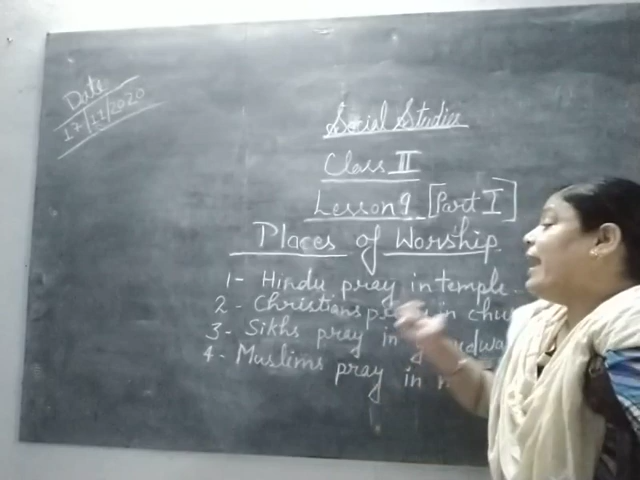 Date
17/12/2020
Social Studies
Class II
Lesson 9 [Part I]
Places of Worship
1- Hindu pray in temple
2- Christians pray in chu
3- Sikhs pray in
4- Muslims pray in